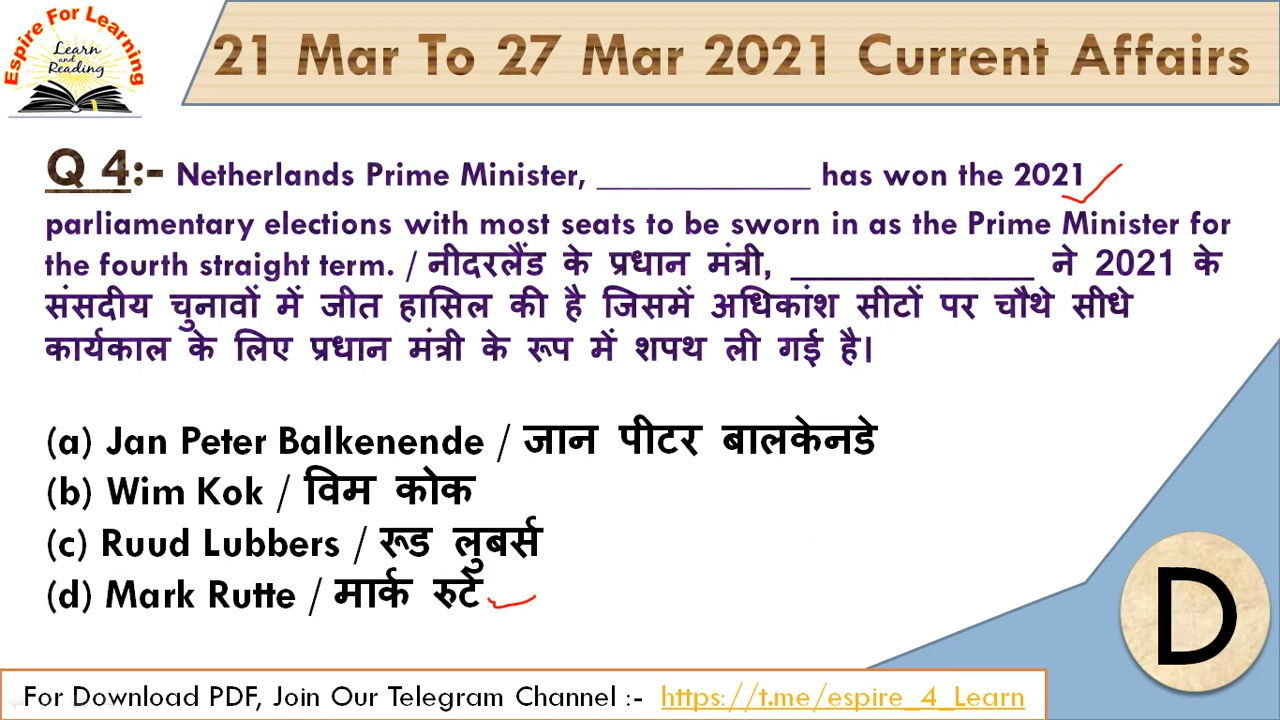 Espire For Learning
Learn
and
Reading
21 Mar To 27 Mar 2021 Current Affairs
Q 4:- Netherlands Prime Minister, ______________ has won the 2021
parliamentary elections with most seats to be sworn in as the Prime Minister for
the fourth straight term. / नीदरलैंड के प्रधान मंत्री, ______________ ने 2021 के
संसदीय चुनावों में जीत हासिल की है जिसमें अधिकांश सीटों पर चौथे सीधे
कार्यकाल के लिए प्रधान मंत्री के रूप में शपथ ली गई है।
(a) Jan Peter Balkenende / जान पीटर बालकेनडे
(b) Wim Kok / विम कोक
(c) Ruud Lubbers / रूड लुबर्स
(d) Mark Rutte / मार्क रुटे
D
For Download PDF, Join Our Telegram Channel :- https://t.me/espire_4_Learn